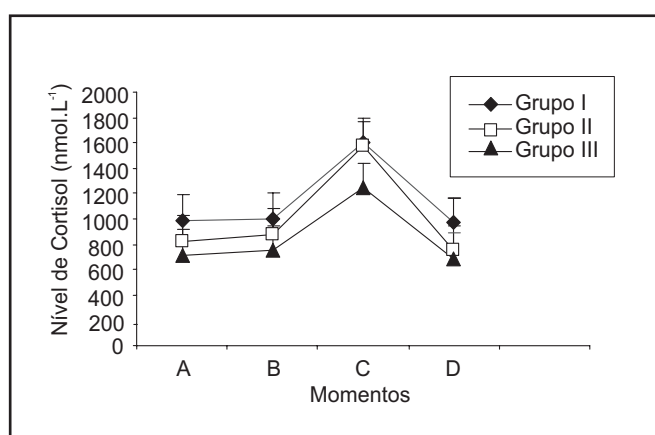 Nível de Cortisol (nmol.L⁻¹)
2000
1800
1600
1400
1200
1000
800
600
400
200
0
Grupo I
Grupo II
Grupo III
A B C D
Momentos